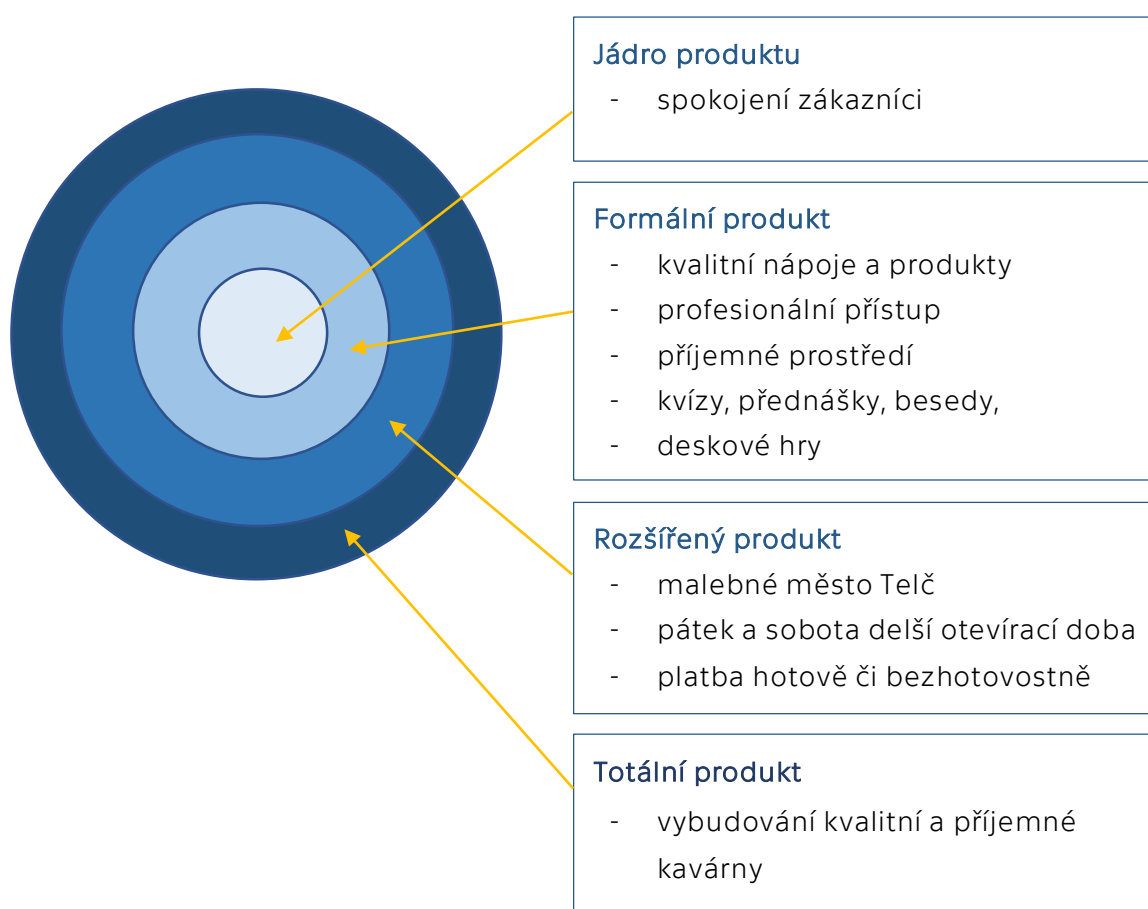 Jádro produktu
- spokojení zákazníci
Formální produkt
- kvalitní nápoje a produkty
- profesionální přístup
- příjemné prostředí
- kvízy, přednášky, besedy,
- deskové hry
Rozšířený produkt
- malebné město Telč
- pátek a sobota delší otevírací doba
- platba hotově či bezhotovostně
Totální produkt
- vybudování kvalitní a příjemné
kavárny